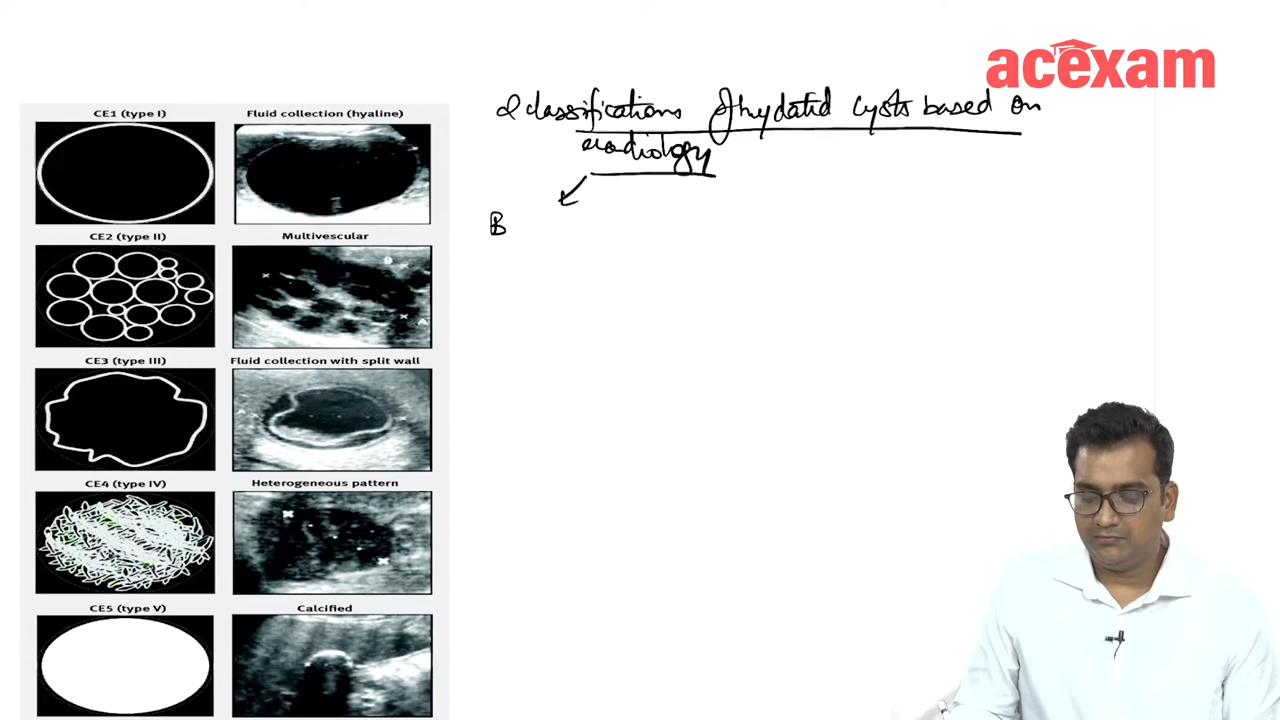 acexam
2 classifications of hydatid cysts based on
radiology
B
CE1 (type I)
Fluid collection (hyaline)
CE2 (type II)
Multivescular
CE3 (type III)
Fluid collection with split wall
CE4 (type IV)
Heterogeneous pattern
CE5 (type V)
Calcified